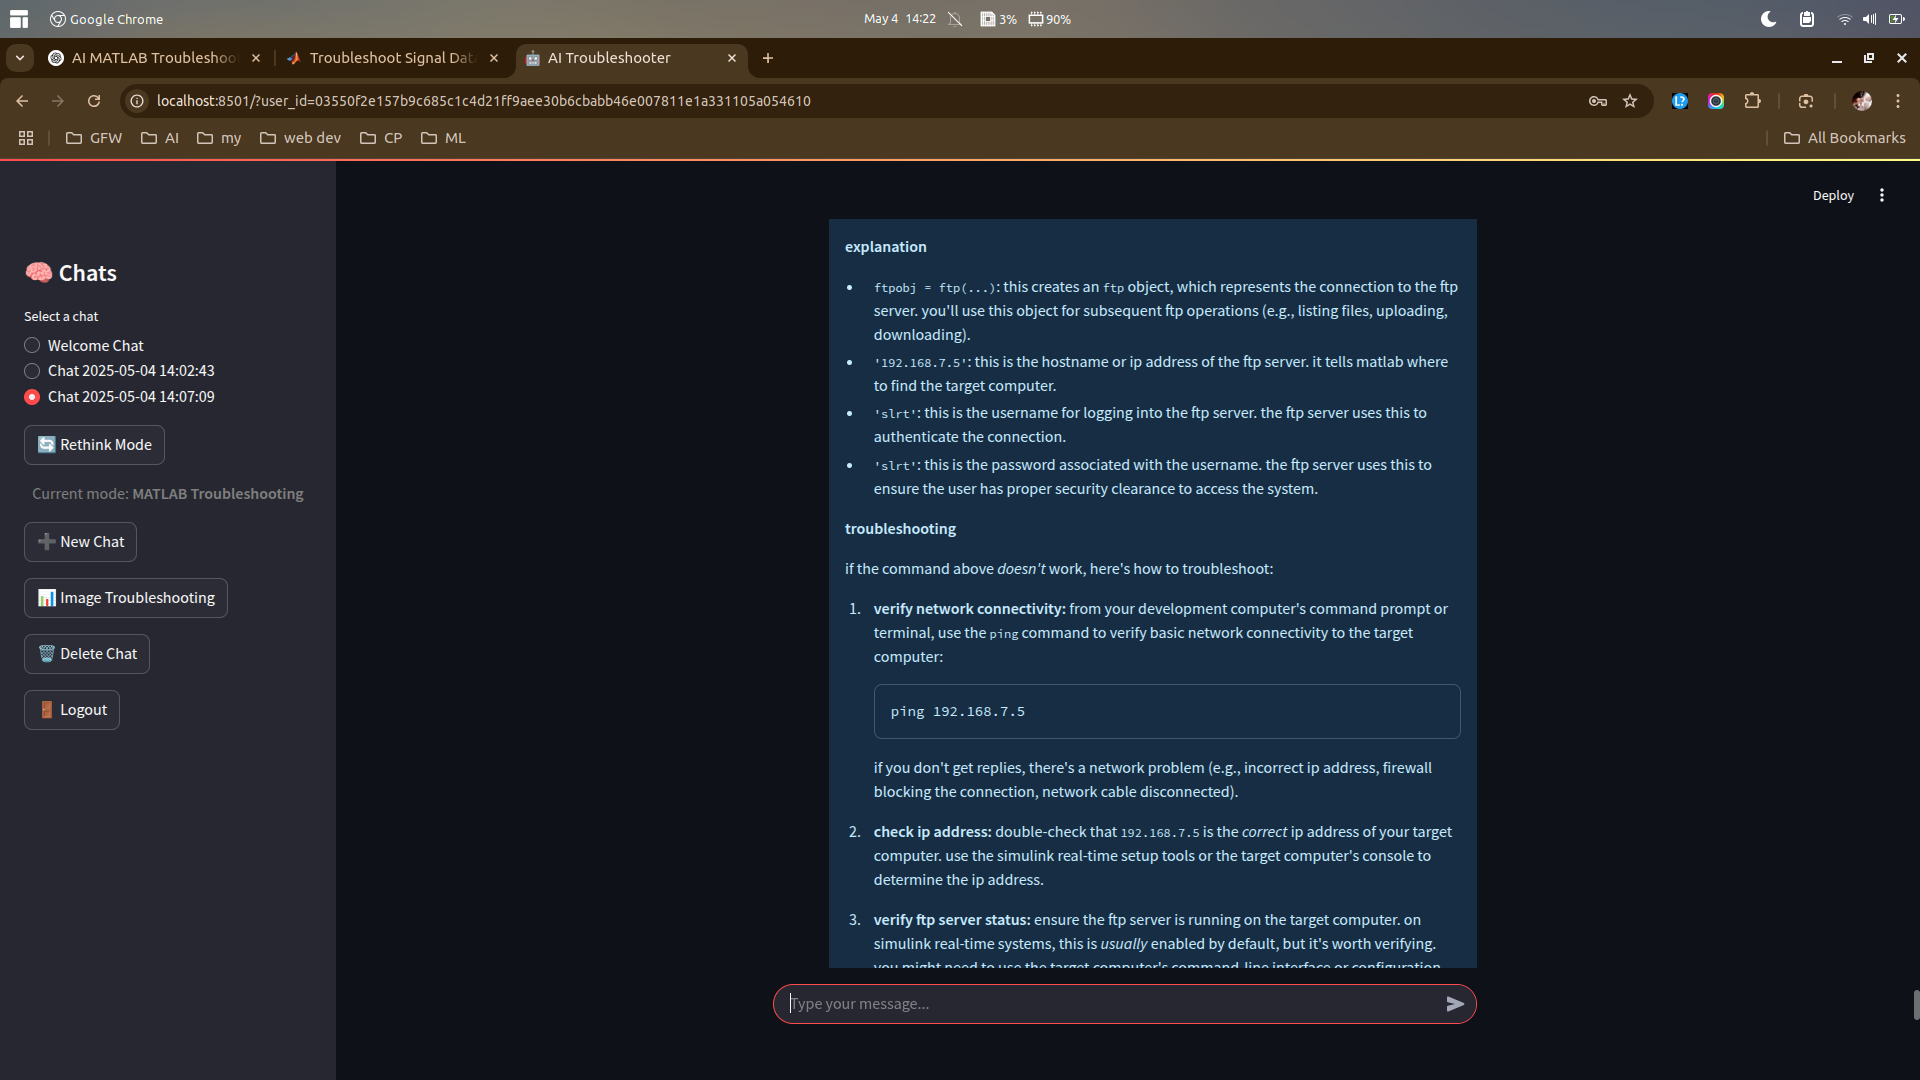 Google Chrome
May 4 14:22
3%
90%
AI MATLAB Troubleshoo
Troubleshoot Signal Dat
AI Troubleshooter
localhost:8501/?user_id=03550f2e157b9c685c1c4d21ff9aee30b6cbabb46e007811e1a331105a054610
GFW
AI
my
web dev
CP
ML
All Bookmarks
Deploy
Chats
Select a chat
Welcome Chat
Chat 2025-05-04 14:02:43
Chat 2025-05-04 14:07:09
Rethink Mode
Current mode: MATLAB Troubleshooting
New Chat
Image Troubleshooting
Delete Chat
Logout
explanation
• ftpobj = ftp(...): this creates an ftp object, which represents the connection to the ftp
server. you'll use this object for subsequent ftp operations (e.g., listing files, uploading,
downloading).
• '192.168.7.5': this is the hostname or ip address of the ftp server. it tells matlab where
to find the target computer.
• 'slrt': this is the username for logging into the ftp server. the ftp server uses this to
authenticate the connection.
• 'slrt': this is the password associated with the username. the ftp server uses this to
ensure the user has proper security clearance to access the system.
troubleshooting
if the command above doesn't work, here's how to troubleshoot:
1. verify network connectivity: from your development computer's command prompt or
terminal, use the ping command to verify basic network connectivity to the target
computer:
ping 192.168.7.5
if you don't get replies, there's a network problem (e.g., incorrect ip address, firewall
blocking the connection, network cable disconnected).
2. check ip address: double-check that 192.168.7.5 is the correct ip address of your target
computer. use the simulink real-time setup tools or the target computer's console to
determine the ip address.
3. verify ftp server status: ensure the ftp server is running on the target computer. on
simulink real-time systems, this is usually enabled by default, but it's worth verifying.
you might need to use the target computer's command-line interface or configuration
Type your message...